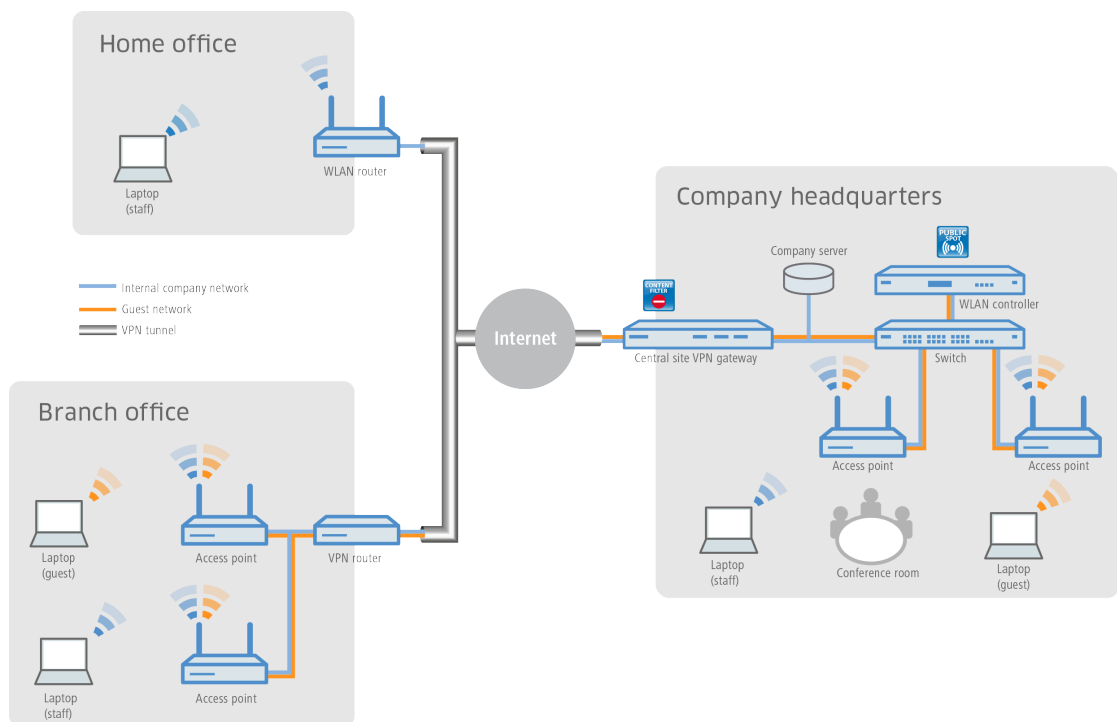 Home office
Laptop
(staff)
WLAN router
Internal company network
Guest network
VPN tunnel
Internet
Branch office
Laptop
(guest)
Access point
VPN router
Laptop
(staff)
Access point
Company headquarters
PUBLIC
SPOT
Company server
CONTENT
FILTER
WLAN controller
Central site VPN gateway
Switch
Access point
Access point
Laptop
(staff)
Conference room
Laptop
(guest)